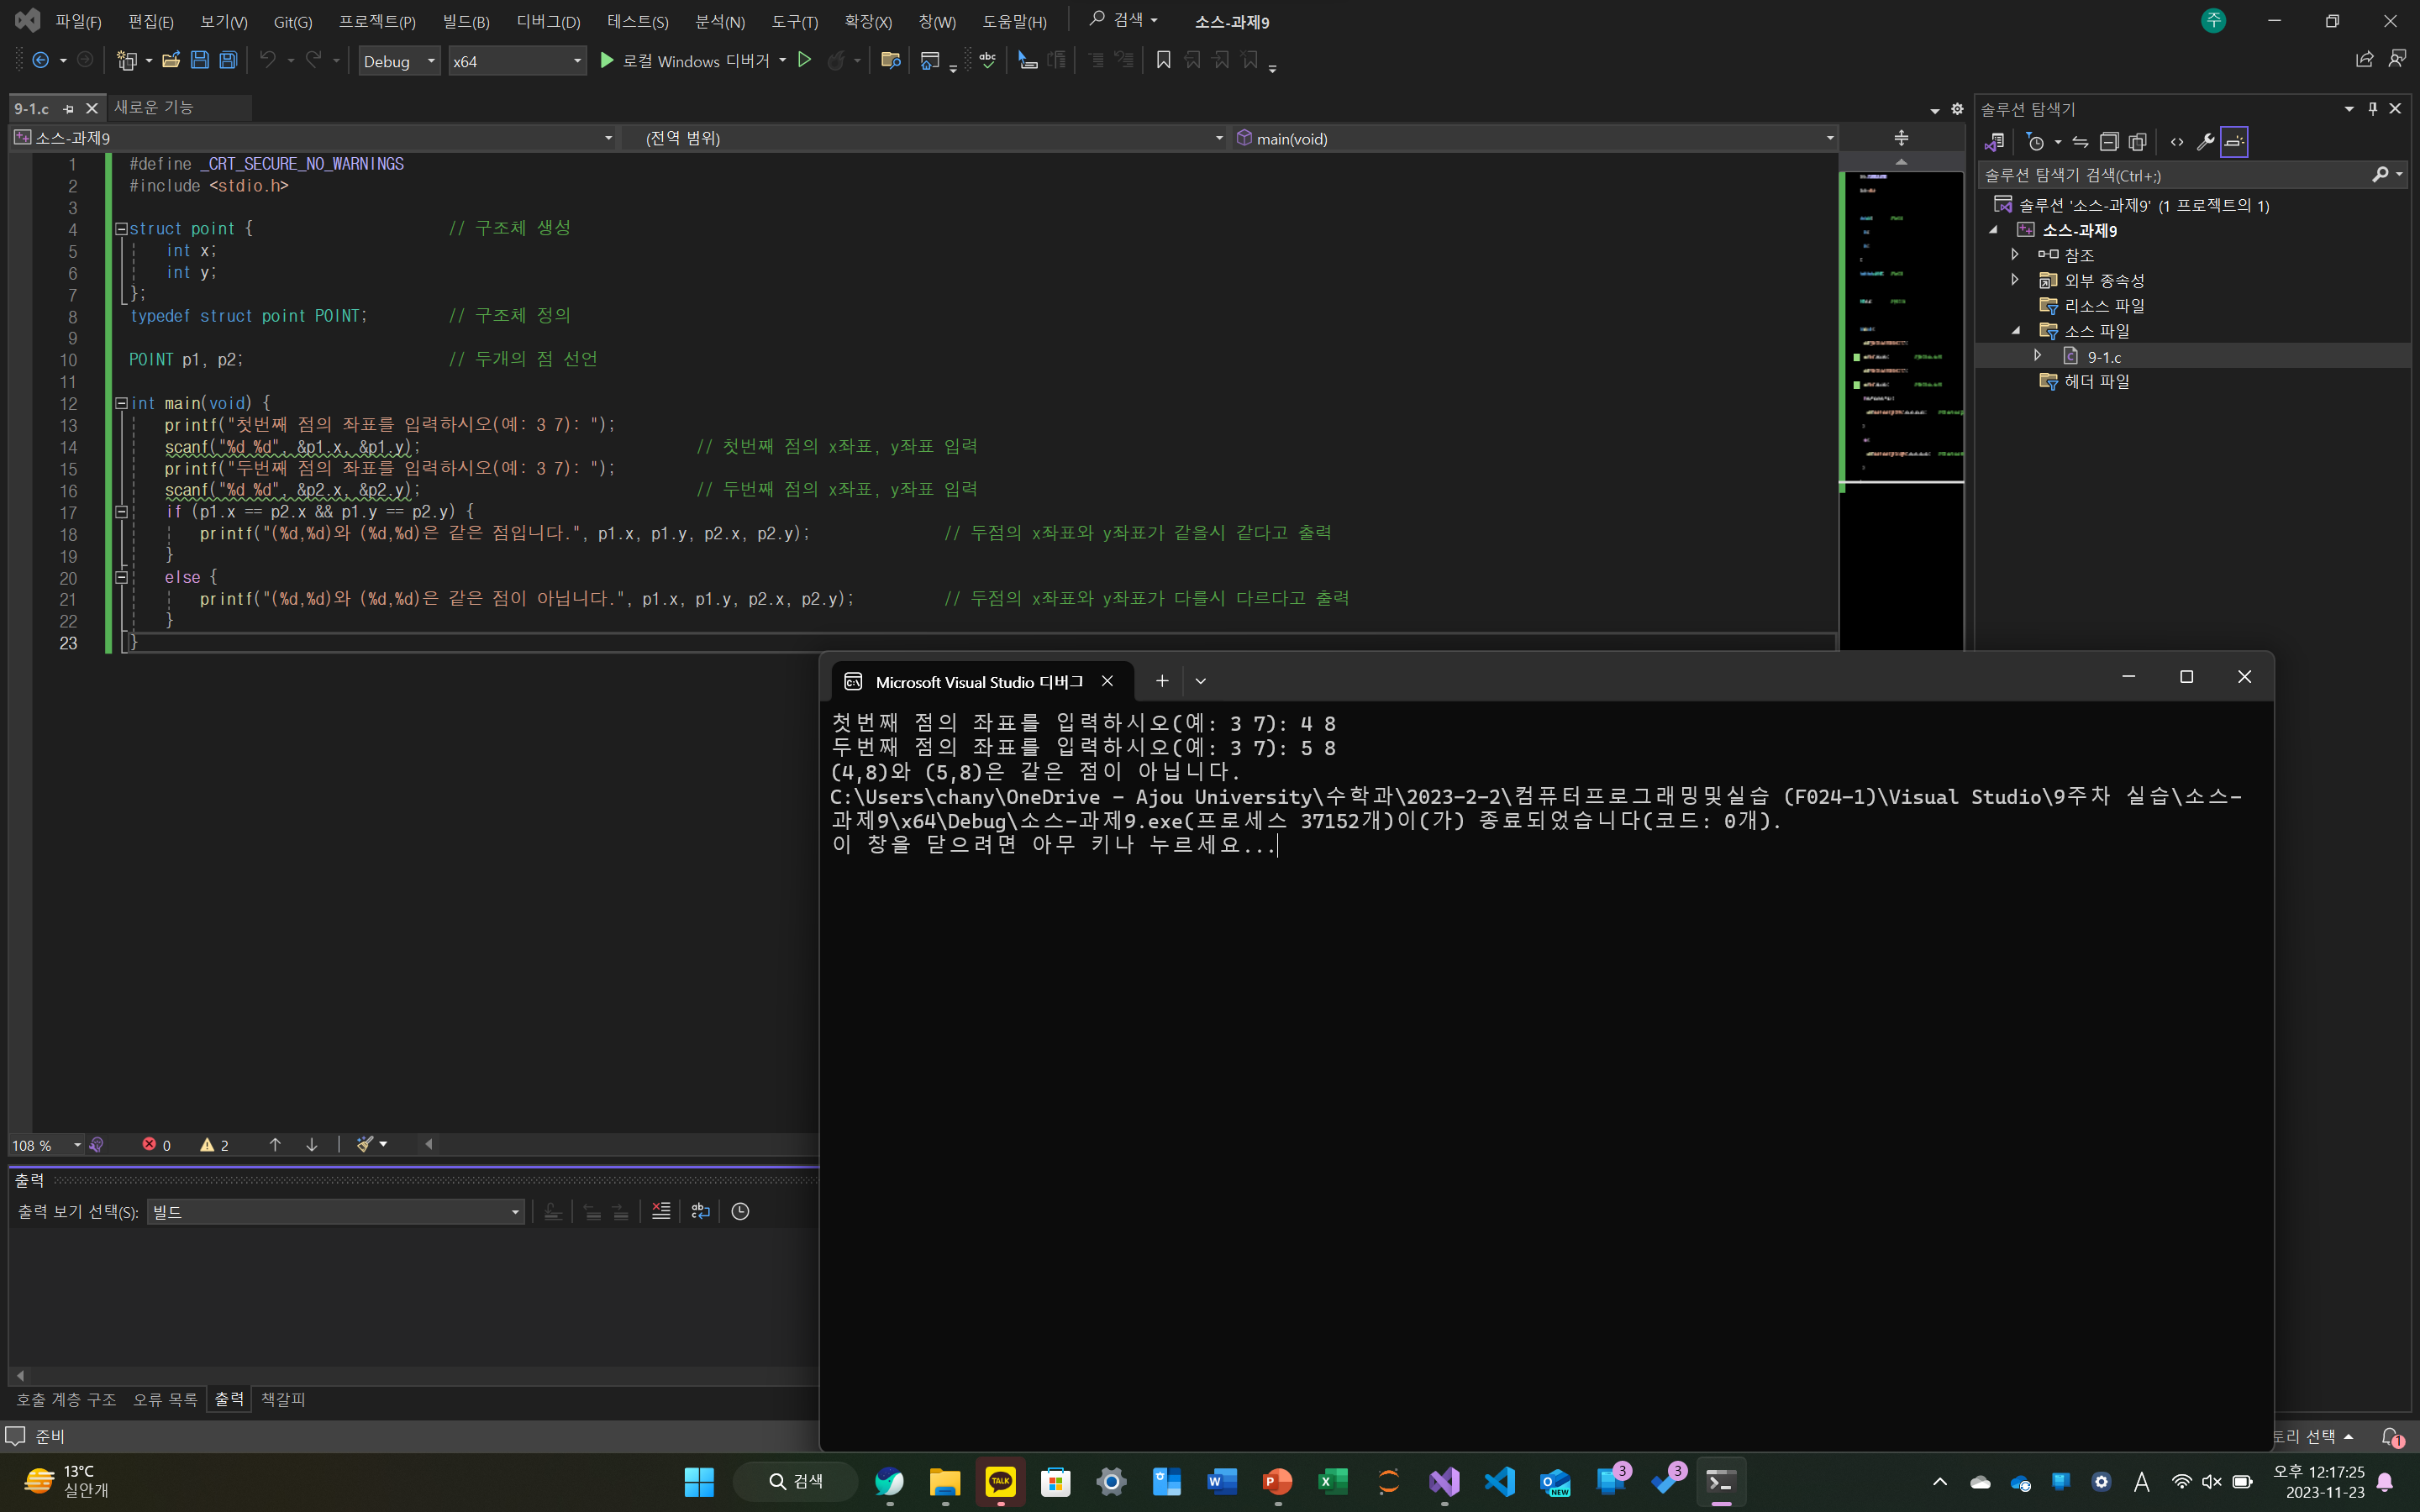 파일(F) 편집(E) 보기(V) Git(G) 프로젝트(P) 빌드(B) 디버그(D) 테스트(S) 분석(N) 도구(T) 확장(X) 창(W) 도움말(H) 검색 소스-과제9 주
Debug x64 로컬 Windows 디버거
9-1.c 새로운 기능
소스-과제9 (전역 범위) main(void)
1 #define _CRT_SECURE_NO_WARNINGS
2 #include <stdio.h>
3
4 struct point { // 구조체 생성
5 int x;
6 int y;
7 };
8 typedef struct point POINT; // 구조체 정의
9
10 POINT p1, p2; // 두개의 점 선언
11
12 int main(void) {
13 printf("첫번째 점의 좌표를 입력하시오(예: 3 7): ");
14 scanf("%d %d", &p1.x, &p1.y); // 첫번째 점의 x좌표, y좌표 입력
15 printf("두번째 점의 좌표를 입력하시오(예: 3 7): ");
16 scanf("%d %d", &p2.x, &p2.y); // 두번째 점의 x좌표, y좌표 입력
17 if (p1.x == p2.x && p1.y == p2.y) {
18 printf("(%d,%d)와 (%d,%d)은 같은 점입니다.", p1.x, p1.y, p2.x, p2.y); // 두점의 x좌표와 y좌표가 같을시 같다고 출력
19 }
20 else {
21 printf("(%d,%d)와 (%d,%d)은 같은 점이 아닙니다.", p1.x, p1.y, p2.x, p2.y); // 두점의 x좌표와 y좌표가 다를시 다르다고 출력
22 }
23 }
솔루션 탐색기
솔루션 탐색기 검색(Ctrl+;)
솔루션 '소스-과제9' (1 프로젝트의 1)
소스-과제9
참조
외부 종속성
리소스 파일
소스 파일
9-1.c
헤더 파일
Microsoft Visual Studio 디버그
첫번째 점의 좌표를 입력하시오(예: 3 7): 4 8
두번째 점의 좌표를 입력하시오(예: 3 7): 5 8
(4,8)와 (5,8)은 같은 점이 아닙니다.
C:\Users\chany\OneDrive - Ajou University\수학과\2023-2-2\컴퓨터프로그래밍및실습 (F024-1)\Visual Studio\9주차 실습\소스-
과제9\x64\Debug\소스-과제9.exe(프로세스 37152개)이(가) 종료되었습니다(코드: 0개).
이 창을 닫으려면 아무 키나 누르세요...
108 % 0 2
출력
출력 보기 선택(S): 빌드
호출 계층 구조 오류 목록 출력 책갈피
준비 토리 선택 1
13°C
실안개
검색 TALK NEW 3 3 A
오후 12:17:25
2023-11-23